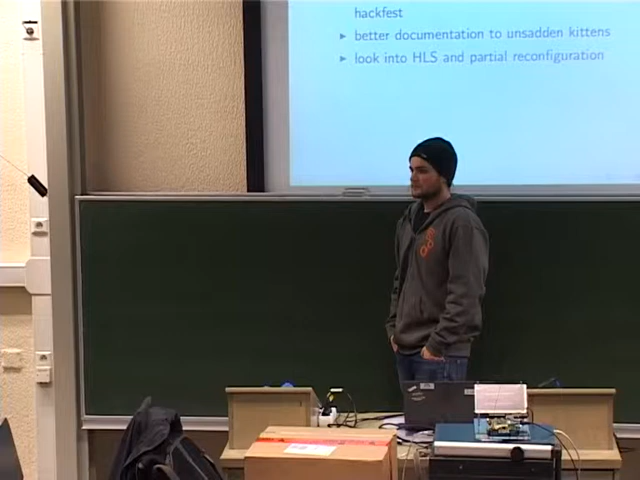 hackfest
better documentation to unsadden kittens
look into HLS and partial reconfiguration